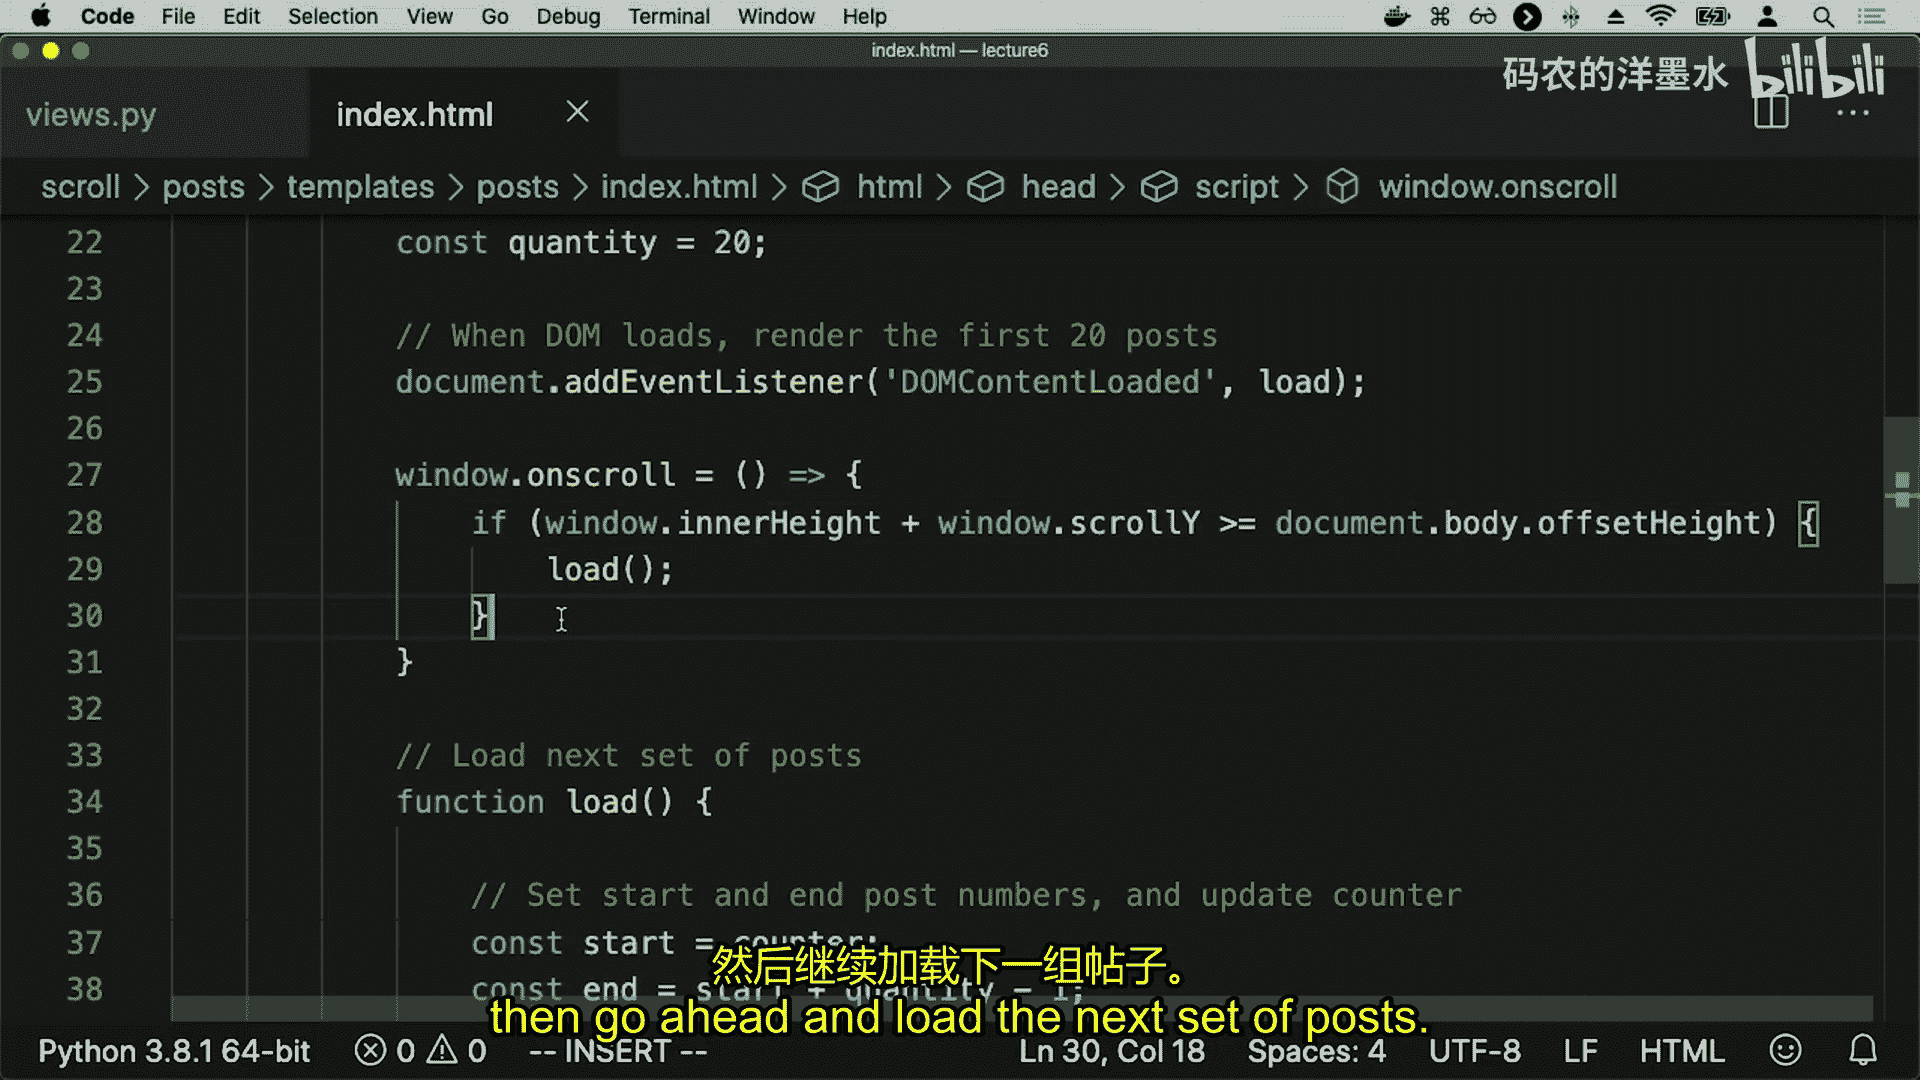 Code File Edit Selection View Go Debug Terminal Window Help
index.html — lecture6
码农的洋墨水 bilibili
views.py index.html
scroll > posts > templates > posts > index.html > html > head > script > window.onscroll
22 const quantity = 20;
23
24 // When DOM loads, render the first 20 posts
25 document.addEventListener('DOMContentLoaded', load);
26
27 window.onscroll = () => {
28 if (window.innerHeight + window.scrollY >= document.body.offsetHeight) {
29 load();
30 }
31 }
32
33 // Load next set of posts
34 function load() {
35
36 // Set start and end post numbers, and update counter
37 const start = counter;
38 const end = start + quantity - 1;
然后继续加载下一组帖子。
then go ahead and load the next set of posts.
Python 3.8.1 64-bit 0 0 -- INSERT -- Ln 30, Col 18 Spaces: 4 UTF-8 LF HTML